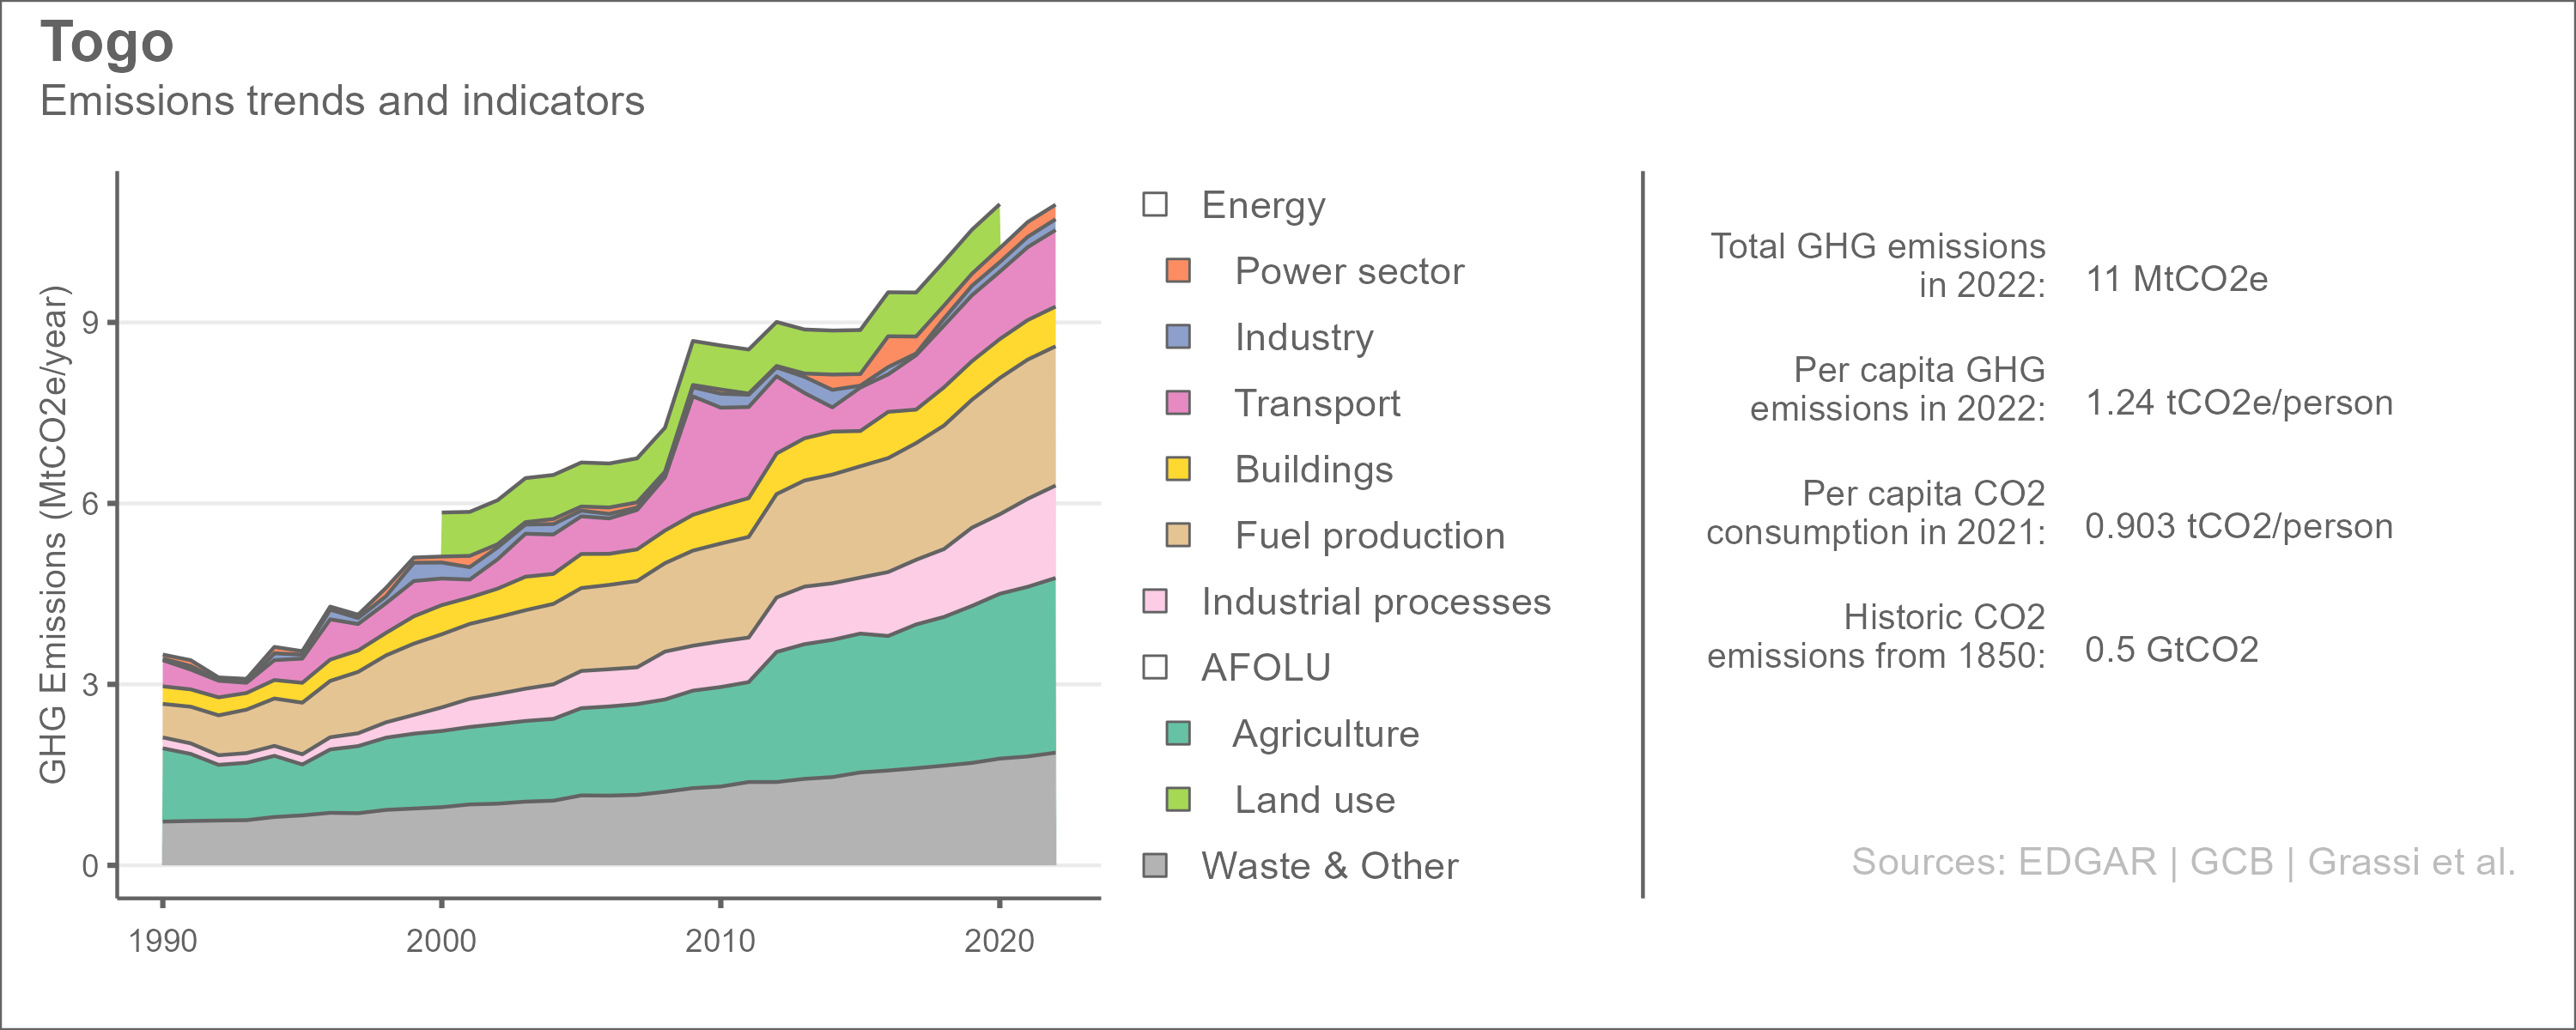 Togo
Emissions trends and indicators
GHG Emissions (MtCO2e/year)
9
6
3
0
1990
2000
2010
2020
Energy
Power sector
Industry
Transport
Buildings
Fuel production
Industrial processes
AFOLU
Agriculture
Land use
Waste & Other
Total GHG emissions
in 2022:
11 MtCO2e
Per capita GHG
emissions in 2022:
1.24 tCO2e/person
Per capita CO2
consumption in 2021:
0.903 tCO2/person
Historic CO2
emissions from 1850:
0.5 GtCO2
Sources: EDGAR | GCB | Grassi et al.